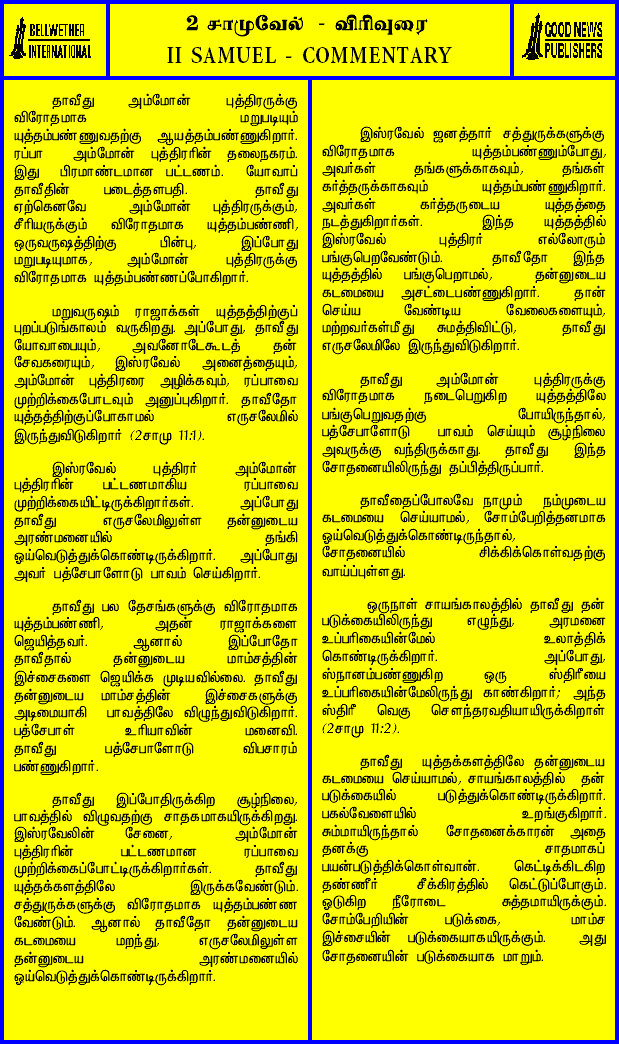 BELLWETHER
INTERNATIONAL
2 சாமுவேல் - விரிவுரை
II SAMUEL - COMMENTARY
GOOD NEWS
PUBLISHERS
தாவீது அம்மோன் புத்திரருக்கு
விரோதமாக மறுபடியும்
யுத்தம்பண்ணுவதற்கு ஆயத்தம்பண்ணுகிறார்.
ரப்பா அம்மோன் புத்திரரின் தலைநகரம்.
இது பிரமாண்டமான பட்டணம். யோவாப்
தாவீதின் படைத்தளபதி. தாவீது
ஏற்கெனவே அம்மோன் புத்திரருக்கும்,
சீரியருக்கும் விரோதமாக யுத்தம்பண்ணி,
ஒருவருஷத்திற்கு பின்பு, இப்போது
மறுபடியுமாக, அம்மோன் புத்திரருக்கு
விரோதமாக யுத்தம்பண்ணப்போகிறார்.
மறுவருஷம் ராஜாக்கள் யுத்தத்திற்குப்
புறப்படுங்காலம் வருகிறது. அப்போது, தாவீது
யோவாபையும், அவனோடேகூடத் தன்
சேவகரையும், இஸ்ரவேல் அனைத்தையும்,
அம்மோன் புத்திரரை அழிக்கவும், ரப்பாவை
முற்றிக்கைபோடவும் அனுப்புகிறார். தாவீதோ
யுத்தத்திற்குப்போகாமல் எருசலேமில்
இருந்துவிடுகிறார் (2சாமு 11:1).
இஸ்ரவேல் புத்திரர் அம்மோன்
புத்திரரின் பட்டணமாகிய ரப்பாவை
முற்றிக்கையிட்டிருக்கிறார்கள். அப்போது
தாவீது எருசலேமிலுள்ள தன்னுடைய
அரண்மனையில் தங்கி
ஓய்வெடுத்துக்கொண்டிருக்கிறார். அப்போது
அவர் பத்சேபாளோடு பாவம் செய்கிறார்.
தாவீது பல தேசங்களுக்கு விரோதமாக
யுத்தம்பண்ணி, அதன் ராஜாக்களை
ஜெயித்தவர். ஆனால் இப்போதோ
தாவீதால் தன்னுடைய மாம்சத்தின்
இச்சைகளை ஜெயிக்க முடியவில்லை. தாவீது
தன்னுடைய மாம்சத்தின் இச்சைகளுக்கு
அடிமையாகி பாவத்திலே விழுந்துவிடுகிறார்.
பத்சேபாள் உரியாவின் மனைவி.
தாவீது பத்சேபாளோடு விபசாரம்
பண்ணுகிறார்.
தாவீது இப்போதிருக்கிற சூழ்நிலை,
பாவத்தில் விழுவதற்கு சாதகமாகயிருக்கிறது.
இஸ்ரவேலின் சேனை, அம்மோன்
புத்திரரின் பட்டணமான ரப்பாவை
முற்றிக்கைப்போட்டிருக்கிறார்கள். தாவீது
யுத்தக்களத்திலே இருக்கவேண்டும்.
சத்துருக்களுக்கு விரோதமாக யுத்தம்பண்ண
வேண்டும். ஆனால் தாவீதோ தன்னுடைய
கடமையை மறந்து, எருசலேமிலுள்ள
தன்னுடைய அரண்மனையில்
ஓய்வெடுத்துக்கொண்டிருக்கிறார்.
இஸ்ரவேல் ஜனத்தார் சத்துருக்களுக்கு
விரோதமாக யுத்தம்பண்ணும்போது,
அவர்கள் தங்களுக்காகவும், தங்கள்
கர்த்தருக்காகவும் யுத்தம்பண்ணுகிறார்.
அவர்கள் கர்த்தருடைய யுத்தத்தை
நடத்துகிறார்கள். இந்த யுத்தத்தில்
இஸ்ரவேல் புத்திரர் எல்லோரும்
பங்குபெறவேண்டும். தாவீதோ இந்த
யுத்தத்தில் பங்குபெறாமல், தன்னுடைய
கடமையை அசட்டைபண்ணுகிறார். தான்
செய்ய வேண்டிய வேலைகளையும்,
மற்றவர்கள்மீது சுமத்திவிட்டு, தாவீது
எருசலேமிலே இருந்துவிடுகிறார்.
தாவீது அம்மோன் புத்திரருக்கு
விரோதமாக நடைபெறுகிற யுத்தத்திலே
பங்குபெறுவதற்கு போயிருந்தால்,
பத்சேபாளோடு பாவம் செய்யும் சூழ்நிலை
அவருக்கு வந்திருக்காது. தாவீது இந்த
சோதனையிலிருந்து தப்பித்திருப்பார்.
தாவீதைப்போலவே நாமும் நம்முடைய
கடமையை செய்யாமல், சோம்பேறித்தனமாக
ஓய்வெடுத்துக்கொண்டிருந்தால்,
சோதனையில் சிக்கிக்கொள்வதற்கு
வாய்ப்புள்ளது.
ஒருநாள் சாயங்காலத்தில் தாவீது தன்
படுக்கையிலிருந்து எழுந்து, அரமனை
உப்பரிகையின்மேல் உலாத்திக்
கொண்டிருக்கிறார். அப்போது,
ஸ்நானம்பண்ணுகிற ஒரு ஸ்திரீயை
உப்பரிகையின்மேலிருந்து காண்கிறார்; அந்த
ஸ்திரீ வெகு சௌந்தரவதியாயிருக்கிறாள்
(2சாமு 11:2).
தாவீது யுத்தக்களத்திலே தன்னுடைய
கடமையை செய்யாமல், சாயங்காலத்தில் தன்
படுக்கையில் படுத்துக்கொண்டிருக்கிறார்.
பகல்வேளையில் உறங்குகிறார்.
சும்மாயிருந்தால் சோதனைக்காரன் அதை
தனக்கு சாதமாகப்
பயன்படுத்திக்கொள்வான். கெட்டிக்கிடகிற
தண்ணீர் சீக்கிரத்தில் கெட்டுப்போகும்.
ஓடுகிற நீரோடை சுத்தமாயிருக்கும்.
சோம்பேறியின் படுக்கை, மாம்ச
இச்சையின் படுக்கையாகயிருக்கும். அது
சோதனையின் படுக்கையாக மாறும்.